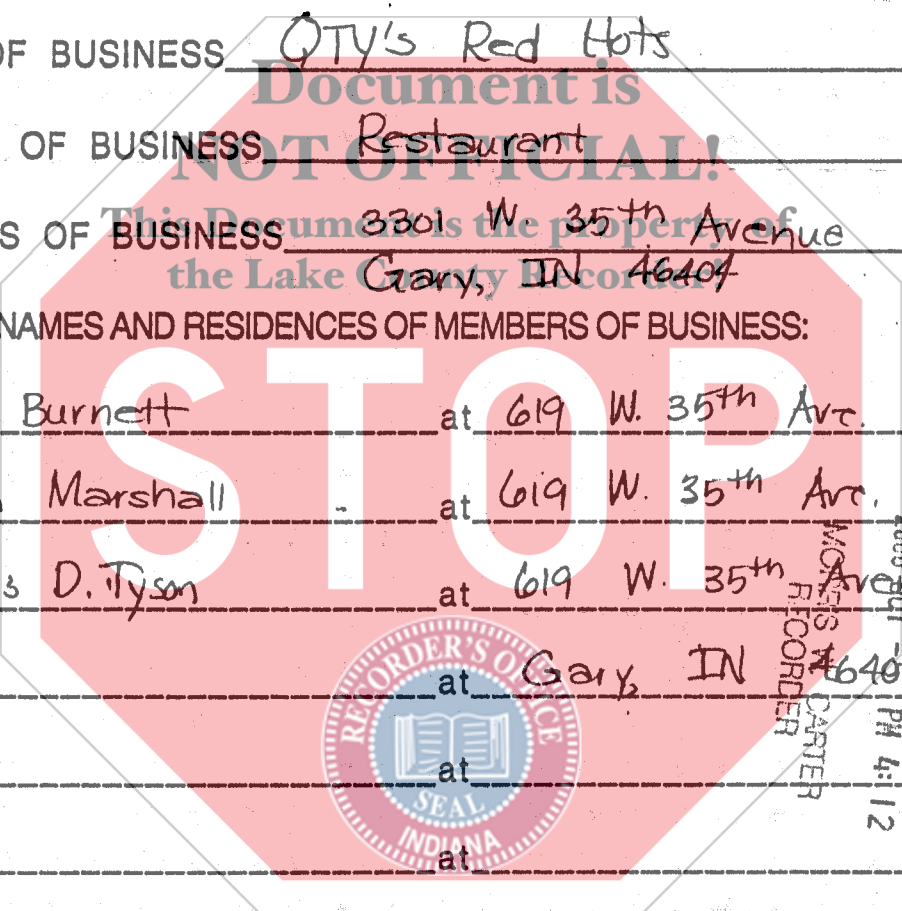 OF BUSINESS QTY's Red Hots
Document is
OF BUSINESS Restaurant
NOT OFFICIAL!
S OF BUSINESS 3301 W. 35th Avenue
This Document is the property of
Gary, IN 46404
the Lake County Recorder!
NAMES AND RESIDENCES OF MEMBERS OF BUSINESS:
STOP
Burnett at 619 W. 35th Ave.
Marshall at 619 W. 35th Ave.
s D. Tyson at 619 W. 35th Ave
at Gary, IN 4640
at
at
RECORDER'S OFFICE
SEAL
INDIANA
CARTER
RECORDER
PM 4:12